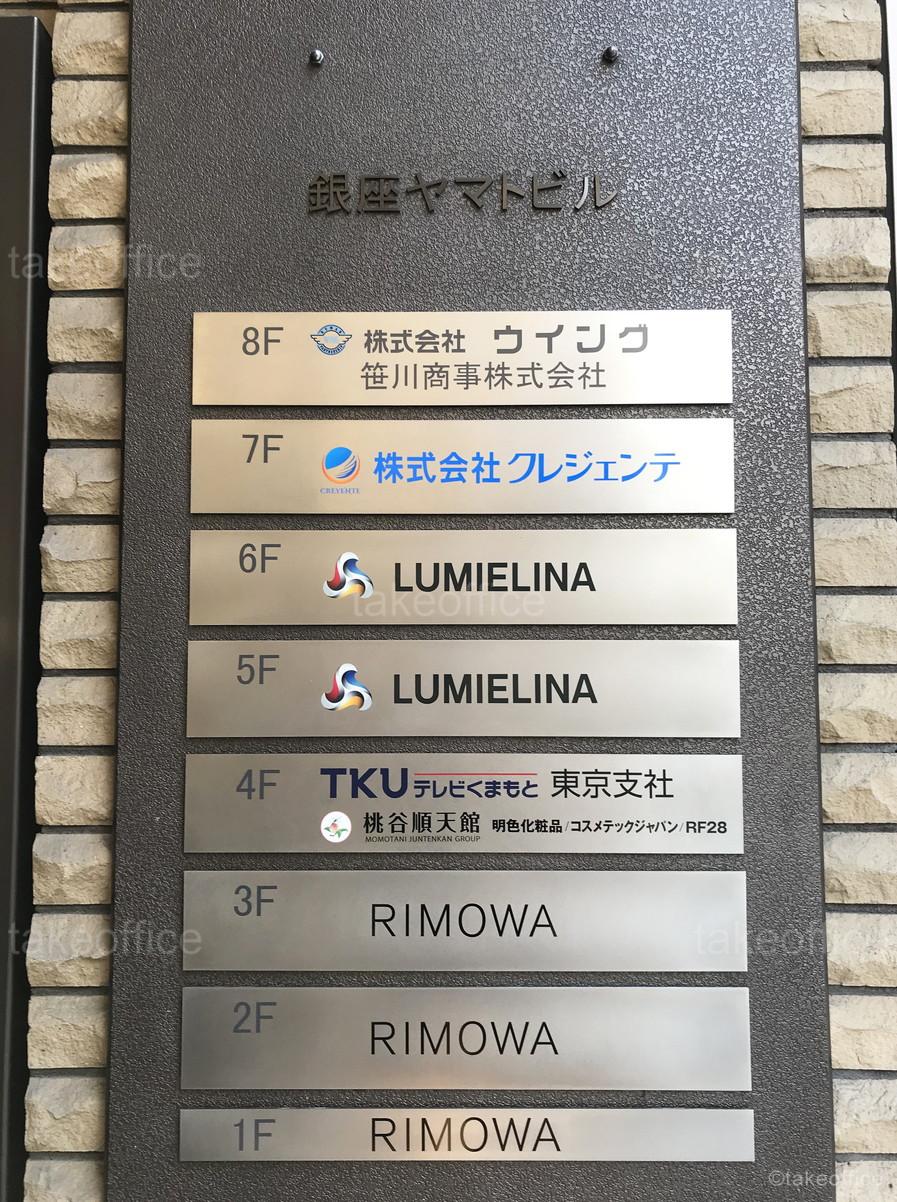 銀座ヤマトビル
takeoffice
8F 株式会社 ウイング
笹川商事株式会社
7F CREYENTE 株式会社クレジェンテ
6F LUMIELINA
takeoffice
5F LUMIELINA
4F TKUテレビくまもと 東京支社
桃谷順天館 明色化粧品/コスメテックジャパン/RF28
MOMOTANI JUNTENKAN GROUP
3F RIMOWA
takeoffice takeoffice
2F RIMOWA
1F RIMOWA
©takeoffice